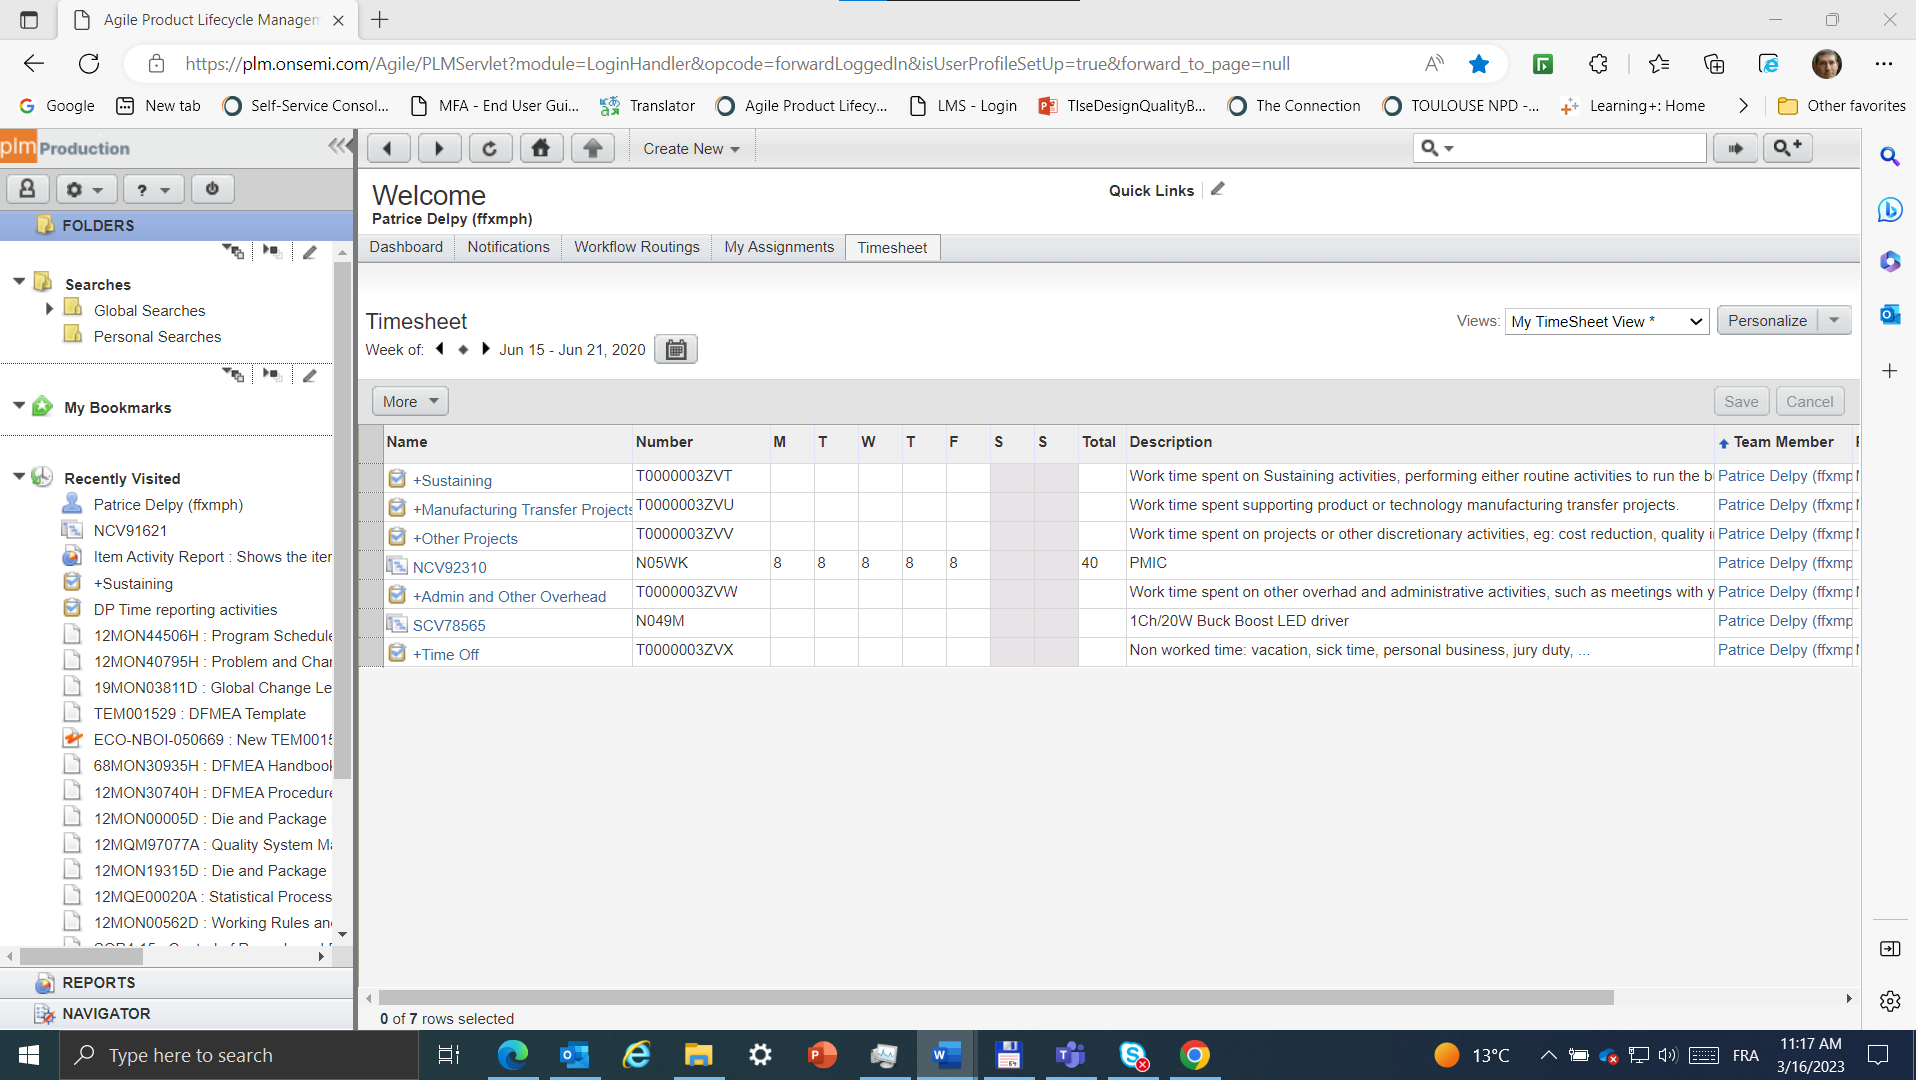 Agile Product Lifecycle Managem
https://plm.onsemi.com/Agile/PLMServlet?module=LoginHandler&opcode=forwardLoggedIn&isUserProfileSetUp=true&forward_to_page=null
Google New tab Self-Service Consol... MFA - End User Gui... Translator Agile Product Lifecy... LMS - Login TlseDesignQualityB... The Connection TOULOUSE NPD -... Learning+: Home Other favorites
plm Production
Create New
Welcome
Patrice Delpy (ffxmph)
Quick Links
FOLDERS
Dashboard Notifications Workflow Routings My Assignments Timesheet
Searches
Global Searches
Personal Searches
My Bookmarks
Recently Visited
Patrice Delpy (ffxmph)
NCV91621
Item Activity Report : Shows the iter
+Sustaining
DP Time reporting activities
12MON44506H : Program Schedule
12MON40795H : Problem and Char
19MON03811D : Global Change Le
TEM001529 : DFMEA Template
ECO-NBOI-050669 : New TEM0015
68MON30935H : DFMEA Handbook
12MON30740H : DFMEA Procedure
12MON00005D : Die and Package
12MQM97077A : Quality System Ma
12MON19315D : Die and Package
12MQE00020A : Statistical Process
12MON00562D : Working Rules an
REPORTS
NAVIGATOR
Timesheet
Views: My TimeSheet View * Personalize
Week of: Jun 15 - Jun 21, 2020
More Save Cancel
Name Number M T W T F S S Total Description Team Member
+Sustaining T0000003ZVT Work time spent on Sustaining activities, performing either routine activities to run the b Patrice Delpy (ffxmp
+Manufacturing Transfer Projects T0000003ZVU Work time spent supporting product or technology manufacturing transfer projects. Patrice Delpy (ffxmp
+Other Projects T0000003ZVV Work time spent on projects or other discretionary activities, eg: cost reduction, quality i Patrice Delpy (ffxmp
NCV92310 N05WK 8 8 8 8 8 40 PMIC Patrice Delpy (ffxmp
+Admin and Other Overhead T0000003ZVW Work time spent on other overhad and administrative activities, such as meetings with y Patrice Delpy (ffxmp
SCV78565 N049M 1Ch/20W Buck Boost LED driver Patrice Delpy (ffxmp
+Time Off T0000003ZVX Non worked time: vacation, sick time, personal business, jury duty, ... Patrice Delpy (ffxmp
0 of 7 rows selected
Type here to search
13°C
FRA
11:17 AM
3/16/2023